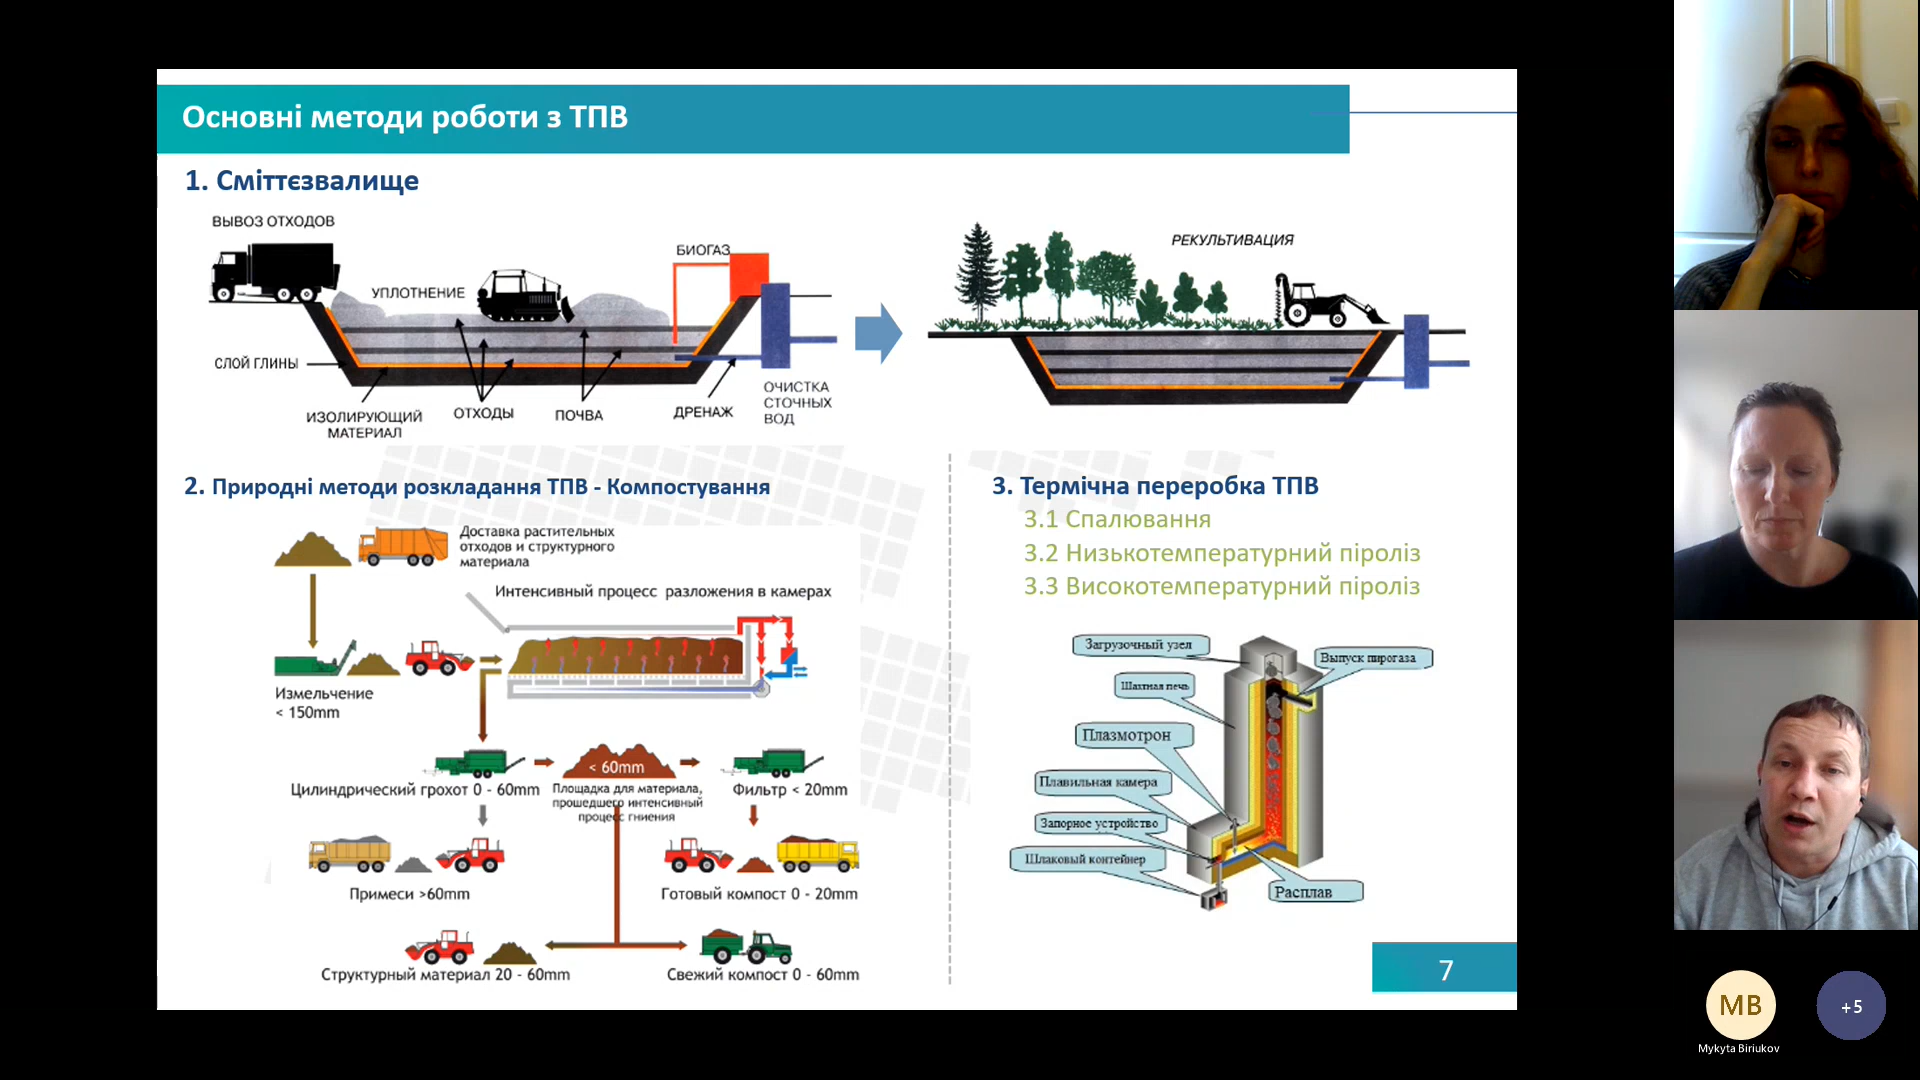 Основні методи роботи з ТПВ
1. Сміттєзвалище
ВЫВОЗ ОТХОДОВ
УПЛОТНЕНИЕ
БИОГАЗ
СЛОЙ ГЛИНЫ
ИЗОЛИРУЮЩИЙ
МАТЕРИАЛ
ОТХОДЫ
ПОЧВА
ДРЕНАЖ
ОЧИСТКА
СТОЧНЫХ
ВОД
РЕКУЛЬТИВАЦИЯ
2. Природні методи розкладання ТПВ - Компостування
Доставка растительных
отходов и структурного
материала
Интенсивный процесс разложения в камерах
Измельчение
< 150mm
Цилиндрический грохот 0 - 60mm
< 60mm
Площадка для материала,
прошедшего интенсивный
процесс гниения
Фильтр < 20mm
Примеси >60mm
Готовый компост 0 - 20mm
Структурный материал 20 - 60mm
Свежий компост 0 - 60mm
3. Термічна переробка ТПВ
3.1 Спалювання
3.2 Низькотемпературний піроліз
3.3 Високотемпературний піроліз
Загрузочный узел
Выпуск пирогаза
Шахтная печь
Плазмотрон
Плавильная камера
Запорное устройство
Шлаковый контейнер
Расплав
7
MB
+5
Mykyta Biriukov